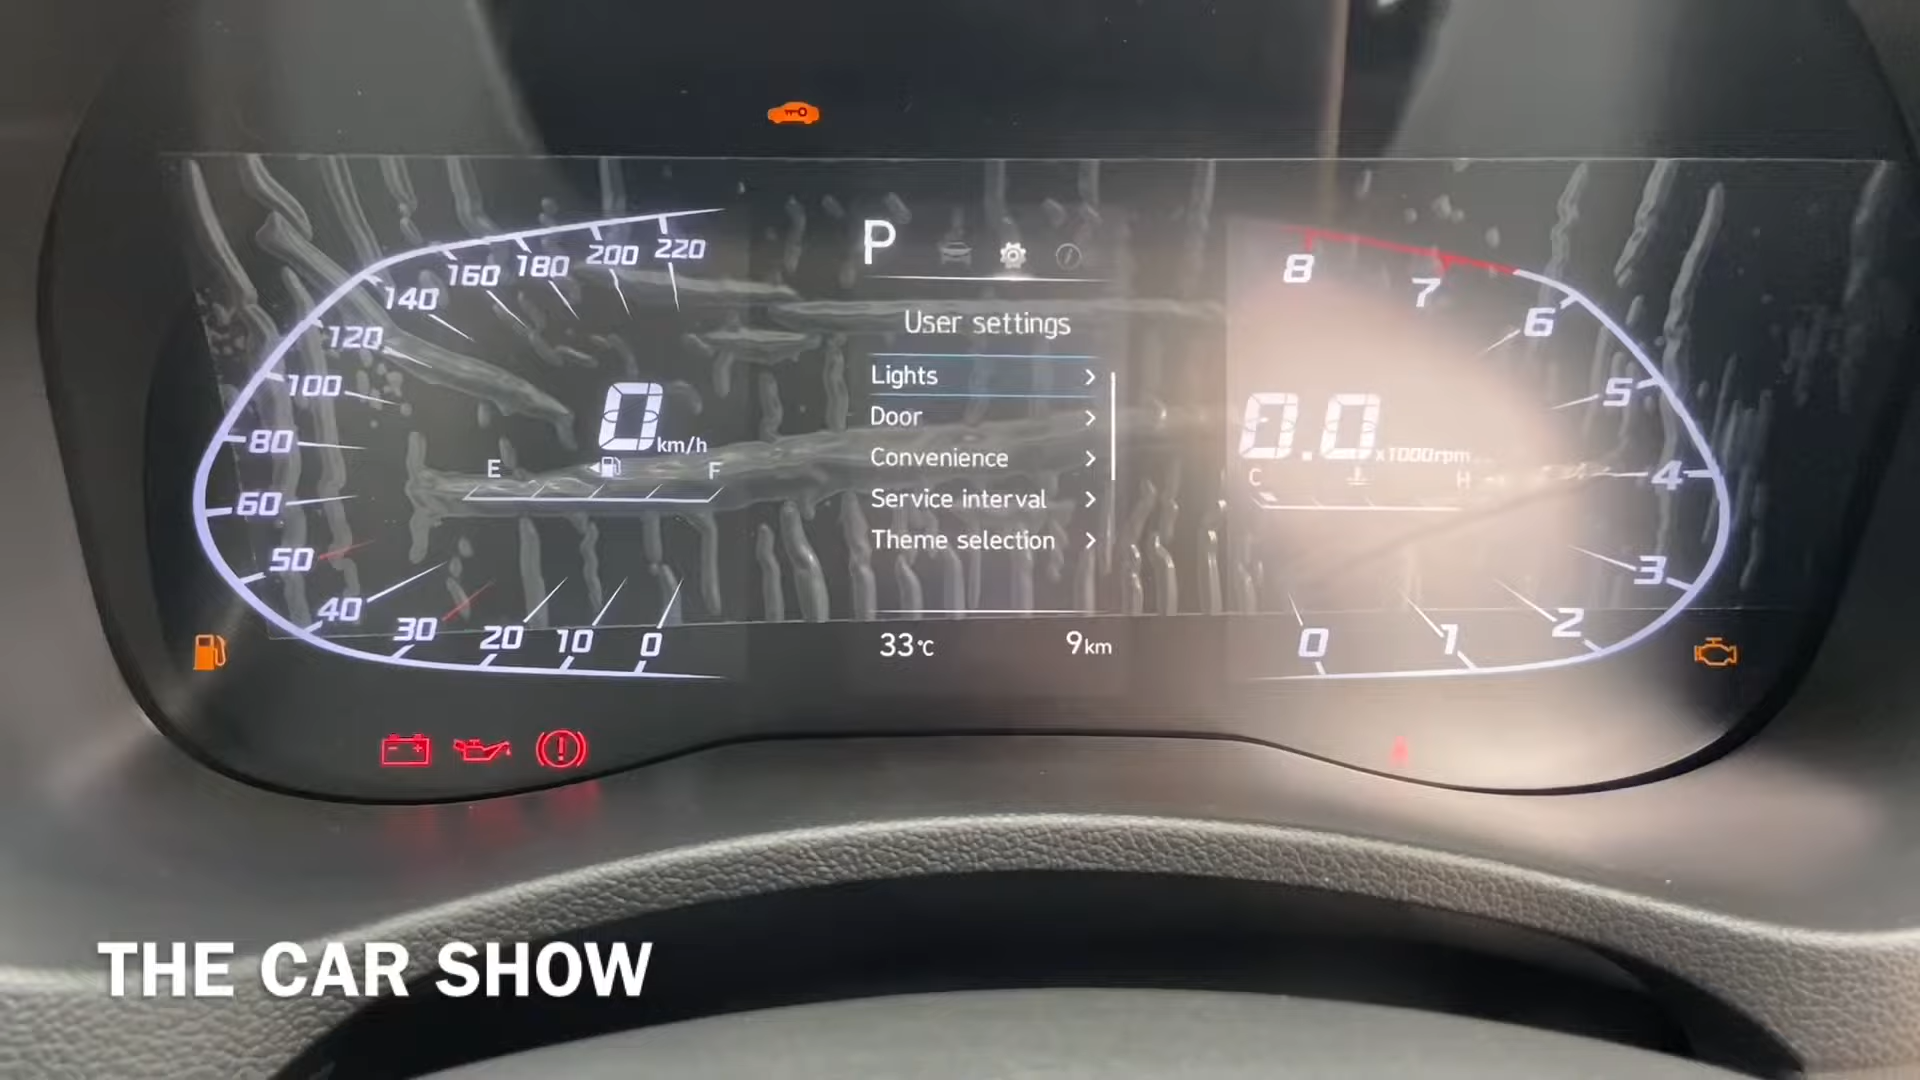 P
User settings
Lights
Door
Convenience
Service interval
Theme selection
220
200
180
160
140
120
100
80
60
50
40
30
20
10
0
0 km/h
E F
8
7
6
5
4
3
2
1
0
0.0 x1000rpm
C H
33°C 9km
THE CAR SHOW